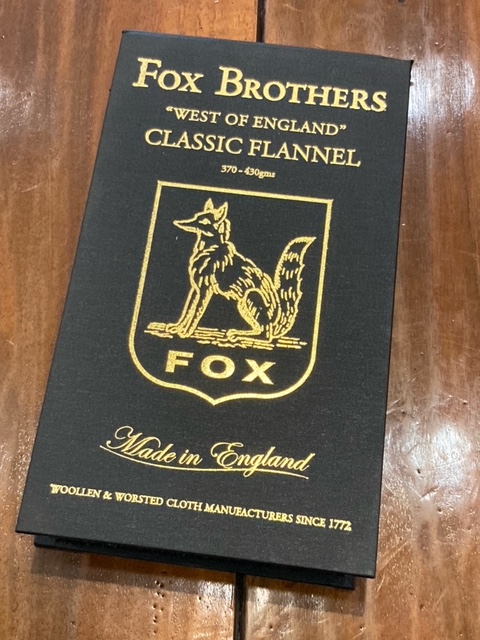 FOX BROTHERS
"WEST OF ENGLAND"
CLASSIC FLANNEL
370 - 430gms
FOX
Made in England
WOOLLEN & WORSTED CLOTH MANUFACTURERS SINCE 1772